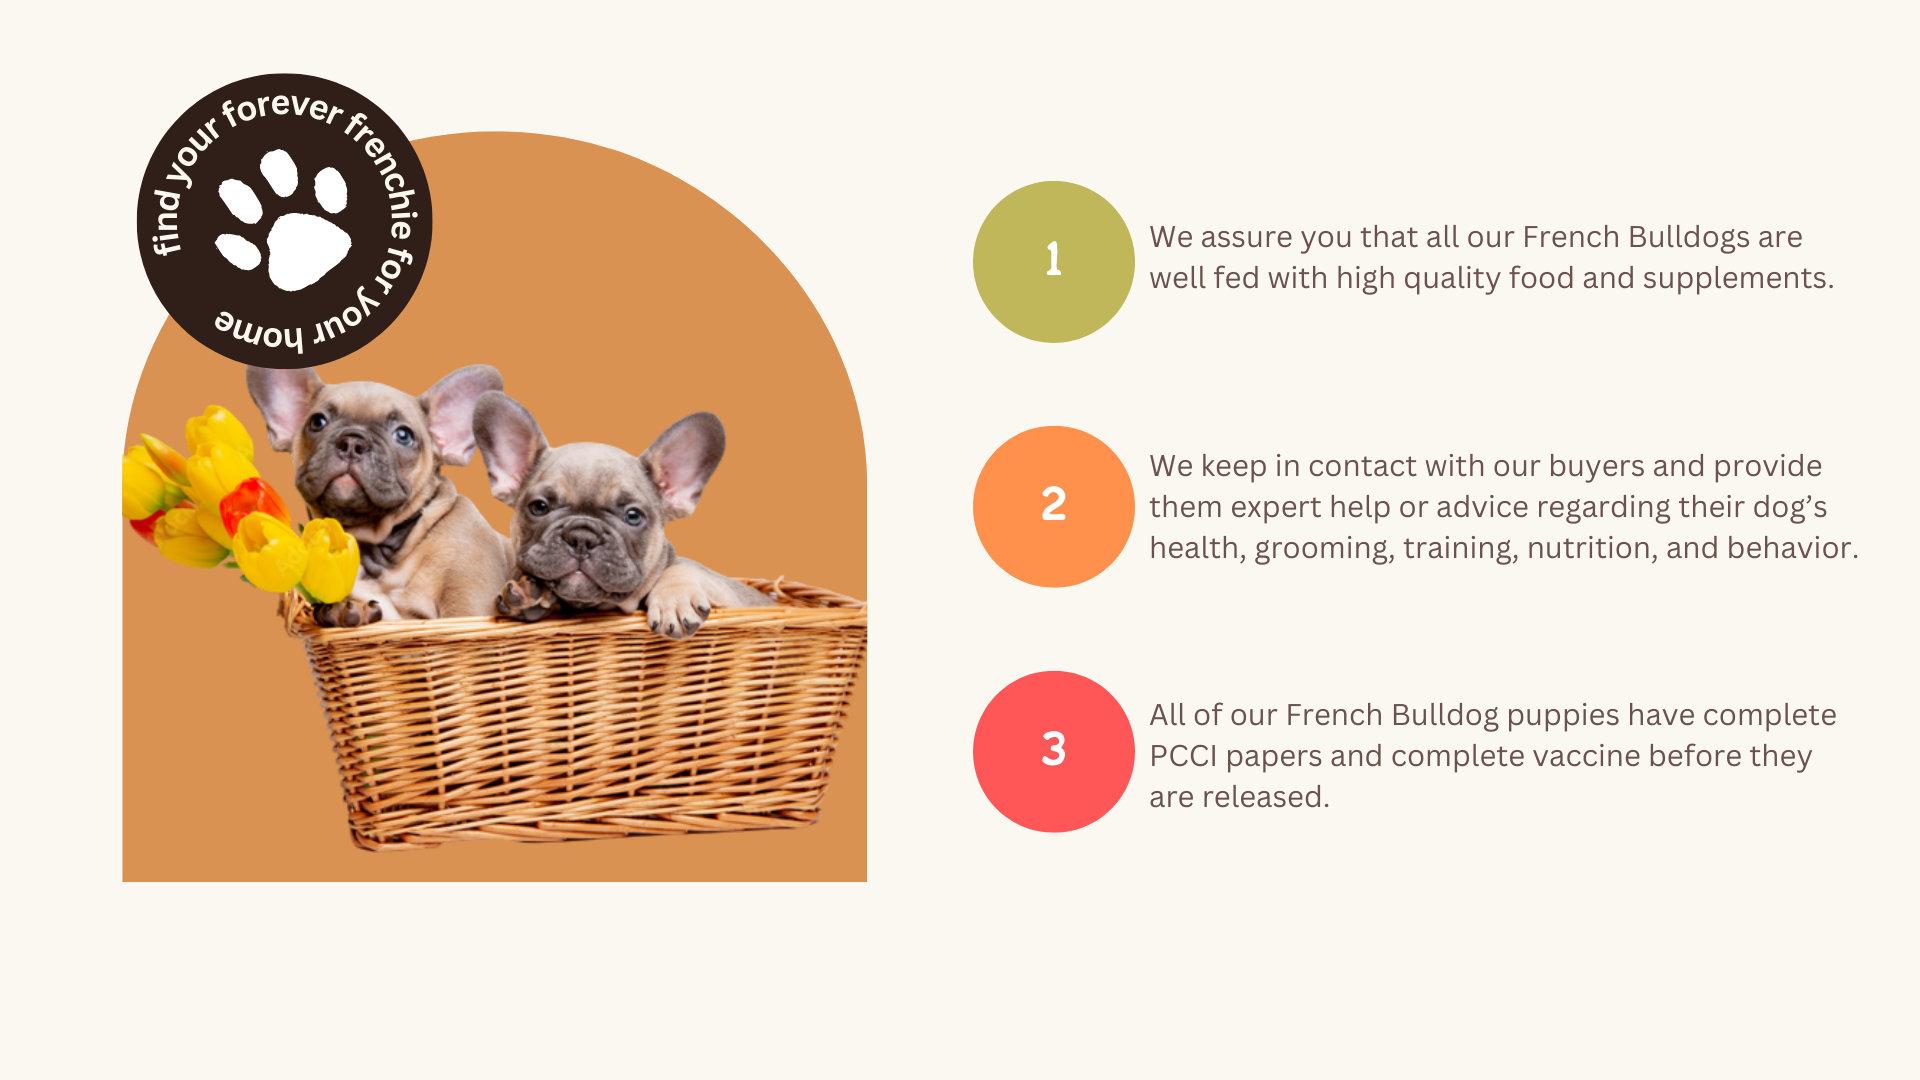 find your forever frenchie for your home
1
We assure you that all our French Bulldogs are
well fed with high quality food and supplements.
2
We keep in contact with our buyers and provide
them expert help or advice regarding their dog’s
health, grooming, training, nutrition, and behavior.
3
All of our French Bulldog puppies have complete
PCCI papers and complete vaccine before they
are released.